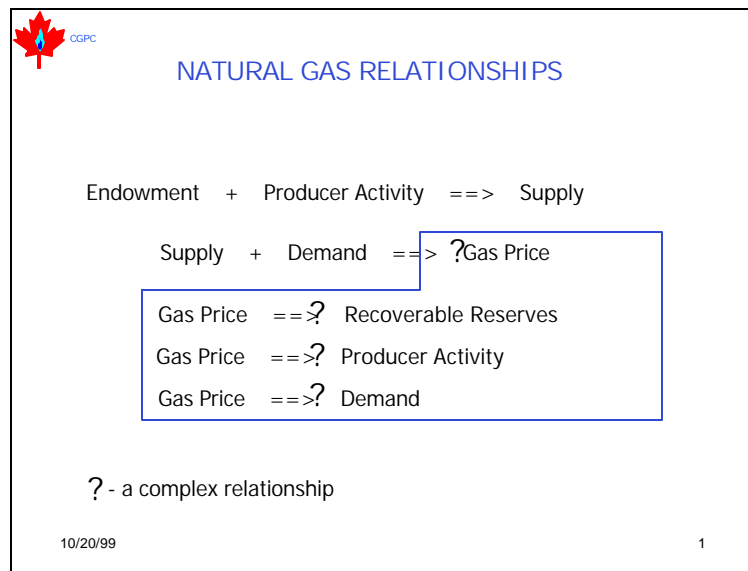 CGPC
NATURAL GAS RELATIONSHIPS
Endowment + Producer Activity ==> Supply
Supply + Demand ==> ?Gas Price
Gas Price ==>? Recoverable Reserves
Gas Price ==>? Producer Activity
Gas Price ==>? Demand
? - a complex relationship
10/20/99 1